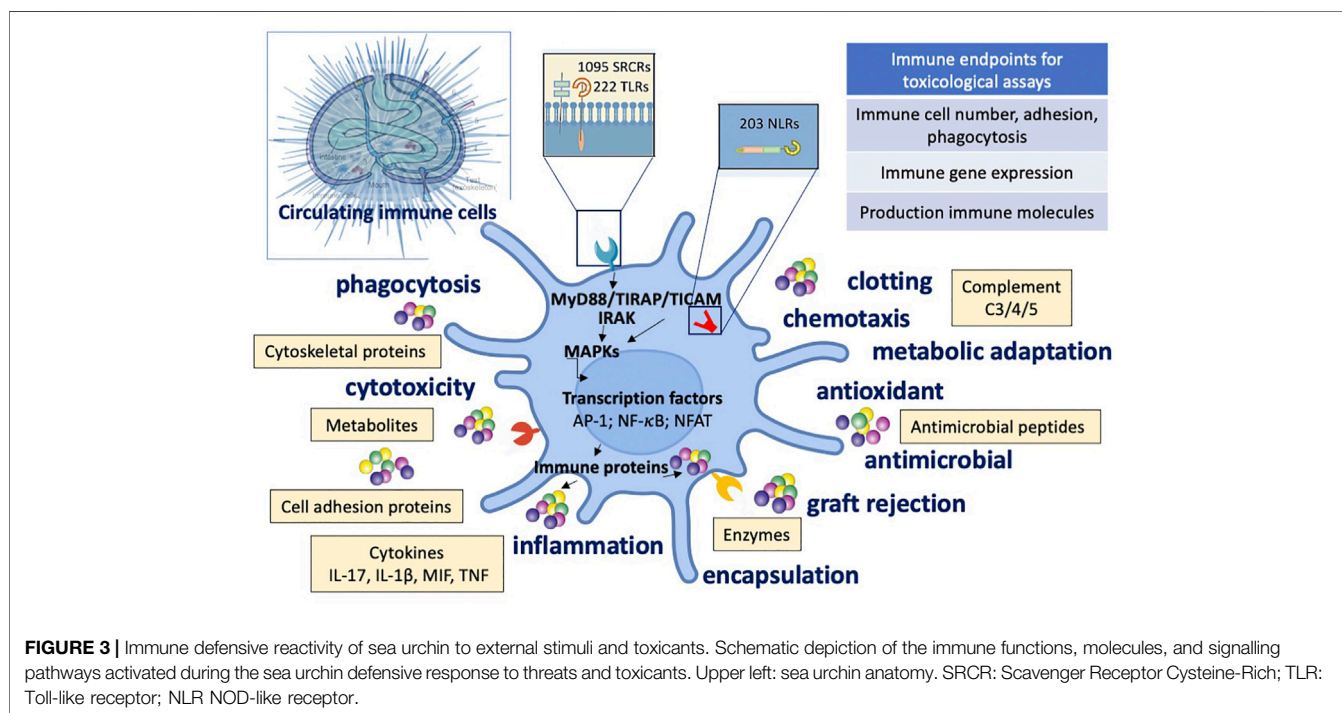 Intestine
Mouth
Test
Circulating immune cells
1095 SRCRs
222 TLRs
203 NLRs
Immune endpoints for
toxicological assays
Immune cell number, adhesion,
phagocytosis
Immune gene expression
Production immune molecules
phagocytosis
Cytoskeletal proteins
cytotoxicity
Metabolites
Cell adhesion proteins
Cytokines
IL-17, IL-1β, MIF, TNF
MyD88/TIRAP/TICAM
IRAK
MAPKs
Transcription factors
AP-1; NF-κB; NFAT
Immune proteins
inflammation
clotting
Complement
C3/4/5
chemotaxis
metabolic adaptation
antioxidant
Antimicrobial peptides
antimicrobial
graft rejection
Enzymes
encapsulation
FIGURE 3 | Immune defensive reactivity of sea urchin to external stimuli and toxicants. Schematic depiction of the immune functions, molecules, and signalling
pathways activated during the sea urchin defensive response to threats and toxicants. Upper left: sea urchin anatomy. SRCR: Scavenger Receptor Cysteine-Rich; TLR:
Toll-like receptor; NLR NOD-like receptor.